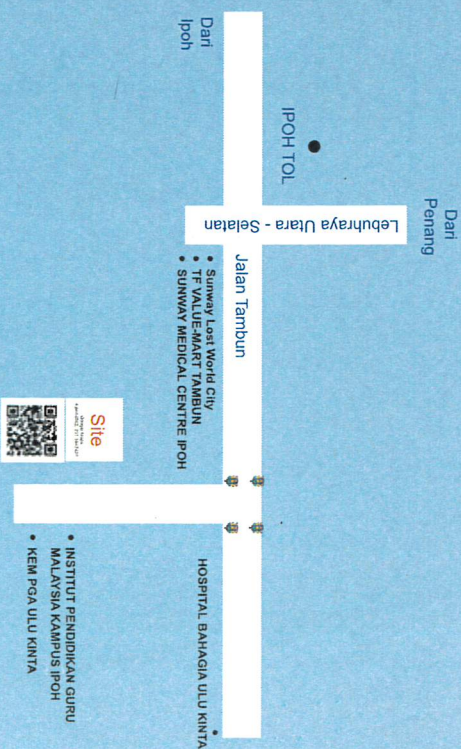 Dari
Ipoh
IPOH TOL
Dari
Penang
Lebuhraya Utara - Selatan
Jalan Tambun
• Sunway Lost World City
• TF VALUE-MART TAMBUN
• SUNWAY MEDICAL CENTRE IPOH
Site
HOSPITAL BAHAGIA ULU KINTA
• INSTITUT PENDIDIKAN GURU
MALAYSIA KAMPUS IPOH
• KEM PGA ULU KINTA